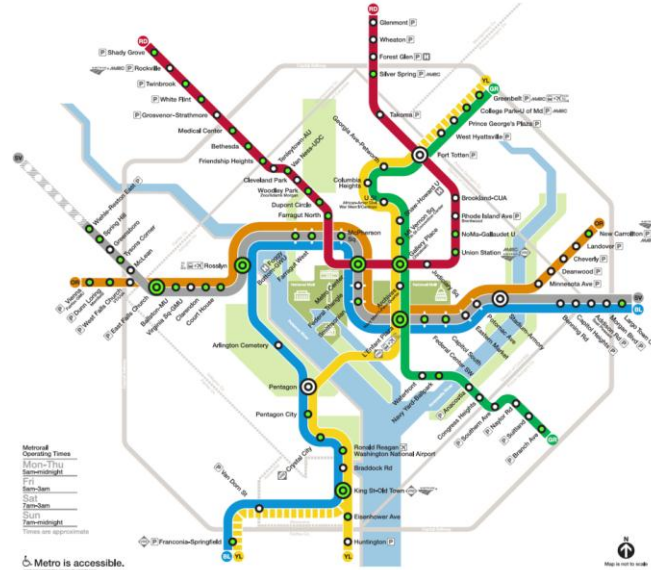 RD
Shady Grove
Rockville
Twinbrook
White Flint
Grosvenor-Strathmore
Medical Center
Bethesda
Friendship Heights
Tenleytown-AU
Van Ness-UDC
Cleveland Park
Woodley Park
Dupont Circle
Farragut North
RD
Glenmont
Wheaton
Forest Glen
Silver Spring
Takoma
YL
GR
Greenbelt
College Park-U of Md
Prince George's Plaza
West Hyattsville
Fort Totten
Georgia Ave-Petworth
Columbia
Heights
Brookland-CUA
Rhode Island Ave
NoMa-Gallaudet U
Union Station
Judiciary Sq
Gallery Place
McPherson
Sq
SV
Wiehle-Reston East
Spring Hill
Greensboro
Tysons Corner
McLean
OR
Vienna
Dunn Loring
West Falls Church
East Falls Church
Ballston-MU
Virginia Sq-GMU
Clarendon
Court House
Rosslyn
Farragut West
Federal Triangle
OR
New Carrollton
Landover
Cheverly
Deanwood
Minnesota Ave
SV
BL
Largo Town
Morgan Blvd
Capitol Heights
Benning Rd
Stadium-Armory
Potomac Ave
Eastern Market
Capitol South
Federal Center SW
L'Enfant
Arlington Cemetery
Pentagon
Pentagon City
Crystal City
Waterfront
Navy Yard-Ballpark
Anacostia
Congress Heights
Southern Ave
Naylor Rd
Suitland
Branch Ave
GR
Ronald Reagan
Washington National Airport
Braddock Rd
King St-Old Town
Eisenhower Ave
Huntington
Van Dorn St
Franconia-Springfield
BL
YL
YL
Metrorail
Operating Times
Mon-Thu
5am-midnight
Fri
5am-3am
Sat
7am-3am
Sun
7am-midnight
Times are approximate
Metro is accessible.
N
Map is not to scale